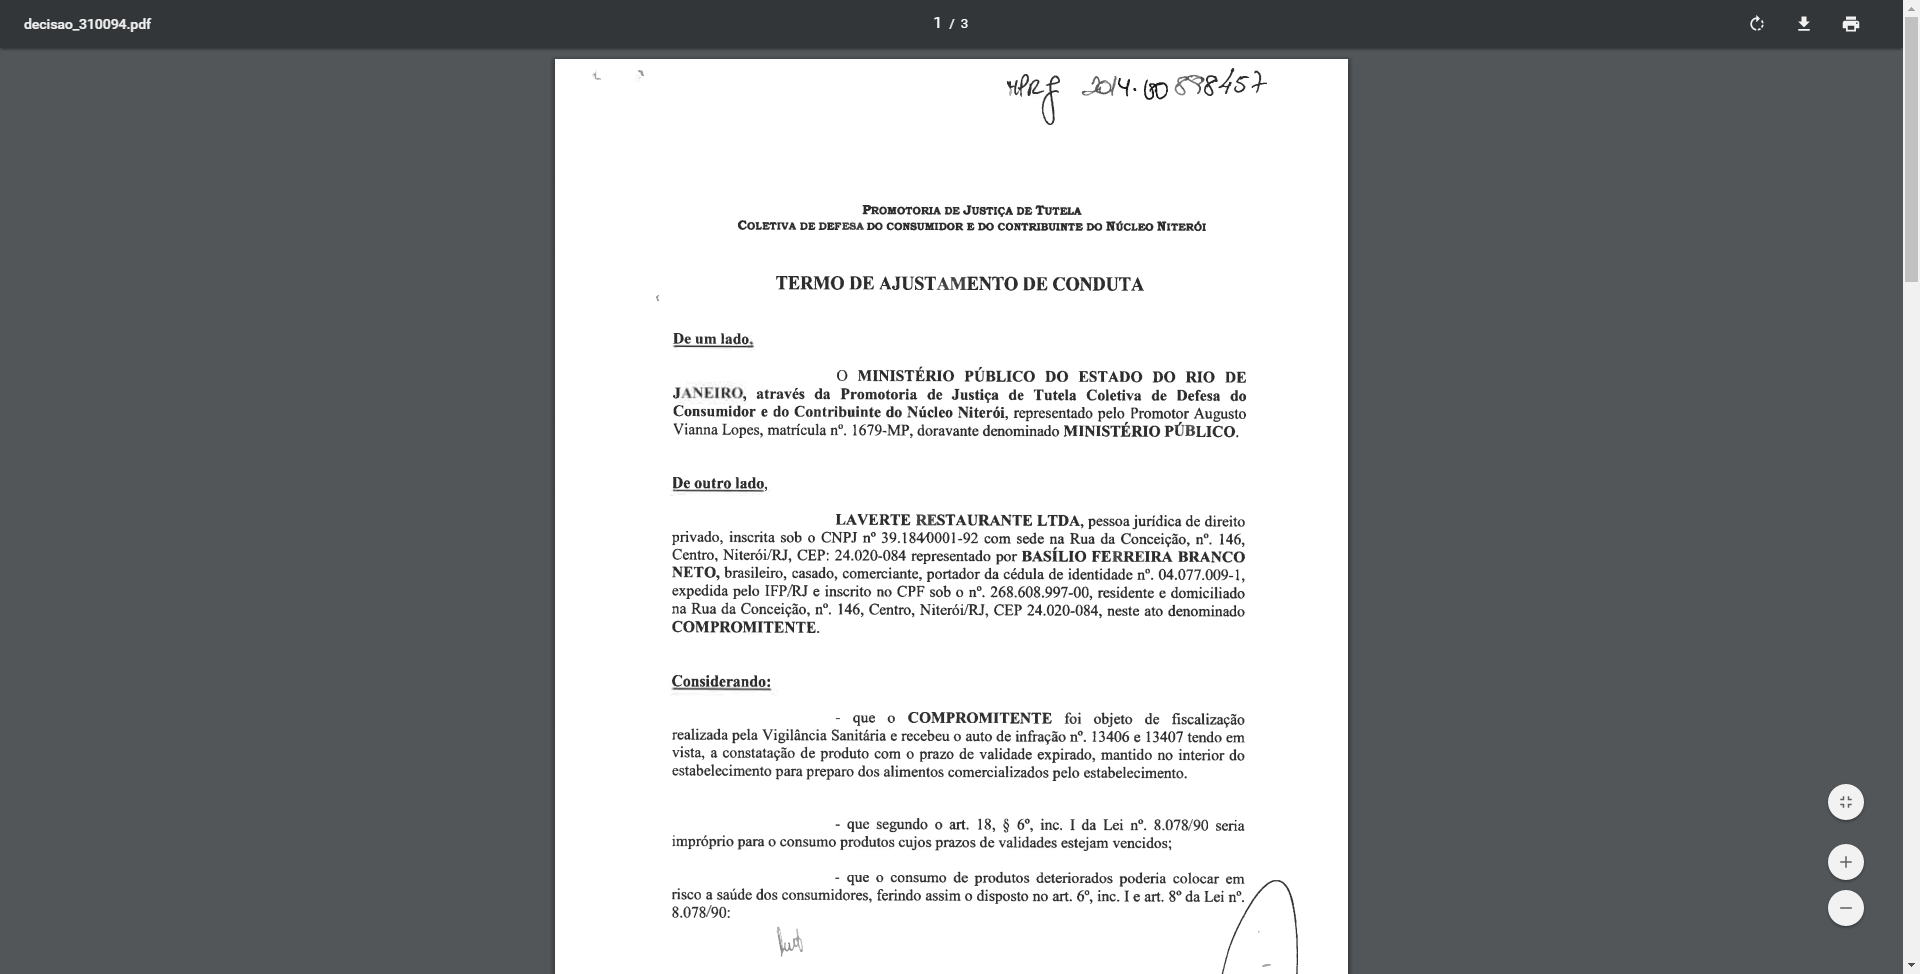 decisao_310094.pdf
1 / 3
MPRJ 2014.00898457
PROMOTORIA DE JUSTIÇA DE TUTELA
COLETIVA DE DEFESA DO CONSUMIDOR E DO CONTRIBUINTE DO NÚCLEO NITERÓI
TERMO DE AJUSTAMENTO DE CONDUTA
De um lado,
O MINISTÉRIO PÚBLICO DO ESTADO DO RIO DE
JANEIRO, através da Promotoria de Justiça de Tutela Coletiva de Defesa do
Consumidor e do Contribuinte do Núcleo Niterói, representado pelo Promotor Augusto
Vianna Lopes, matrícula nº. 1679-MP, doravante denominado MINISTÉRIO PÚBLICO.
De outro lado,
LAVERTE RESTAURANTE LTDA, pessoa jurídica de direito
privado, inscrita sob o CNPJ nº 39.184⁄0001-92 com sede na Rua da Conceição, nº. 146,
Centro, Niterói/RJ, CEP: 24.020-084 representado por BASÍLIO FERREIRA BRANCO
NETO, brasileiro, casado, comerciante, portador da cédula de identidade nº. 04.077.009-1,
expedida pelo IFP/RJ e inscrito no CPF sob o nº. 268.608.997-00, residente e domiciliado
na Rua da Conceição, nº. 146, Centro, Niterói/RJ, CEP 24.020-084, neste ato denominado
COMPROMITENTE.
Considerando:
- que o COMPROMITENTE foi objeto de fiscalização
realizada pela Vigilância Sanitária e recebeu o auto de infração nº. 13406 e 13407 tendo em
vista, a constatação de produto com o prazo de validade expirado, mantido no interior do
estabelecimento para preparo dos alimentos comercializados pelo estabelecimento.
- que segundo o art. 18, § 6º, inc. I da Lei nº. 8.078/90 seria
impróprio para o consumo produtos cujos prazos de validades estejam vencidos;
- que o consumo de produtos deteriorados poderia colocar em
risco a saúde dos consumidores, ferindo assim o disposto no art. 6º, inc. I e art. 8º da Lei nº.
8.078/90: